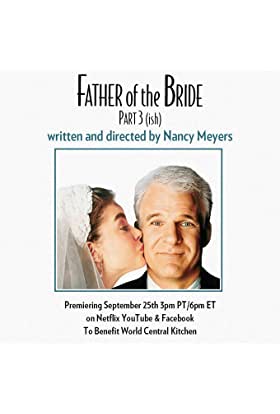 FATHER of the BRIDE
PART 3 (ish)
written and directed by Nancy Meyers
Premiering September 25th 3pm PT/6pm ET
on Netflix YouTube & Facebook
To Benefit World Central Kitchen